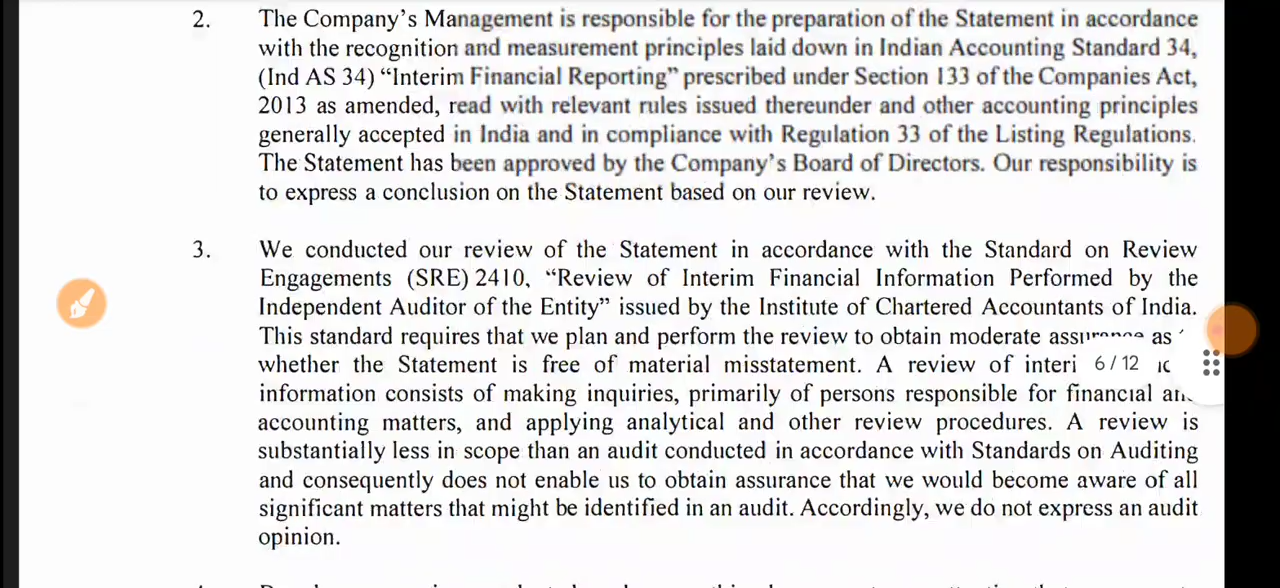 2. The Company's Management is responsible for the preparation of the Statement in accordance
with the recognition and measurement principles laid down in Indian Accounting Standard 34,
(Ind AS 34) “Interim Financial Reporting” prescribed under Section 133 of the Companies Act,
2013 as amended, read with relevant rules issued thereunder and other accounting principles
generally accepted in India and in compliance with Regulation 33 of the Listing Regulations.
The Statement has been approved by the Company's Board of Directors. Our responsibility is
to express a conclusion on the Statement based on our review.
3. We conducted our review of the Statement in accordance with the Standard on Review
Engagements (SRE) 2410, “Review of Interim Financial Information Performed by the
Independent Auditor of the Entity” issued by the Institute of Chartered Accountants of India.
This standard requires that we plan and perform the review to obtain moderate as
whether the Statement is free of material misstatement. A review of interi
6 / 12
information consists of making inquiries, primarily of persons responsible for financial
accounting matters, and applying analytical and other review procedures. A review is
substantially less in scope than an audit conducted in accordance with Standards on Auditing
and consequently does not enable us to obtain assurance that we would become aware of all
significant matters that might be identified in an audit. Accordingly, we do not express an audit
opinion.